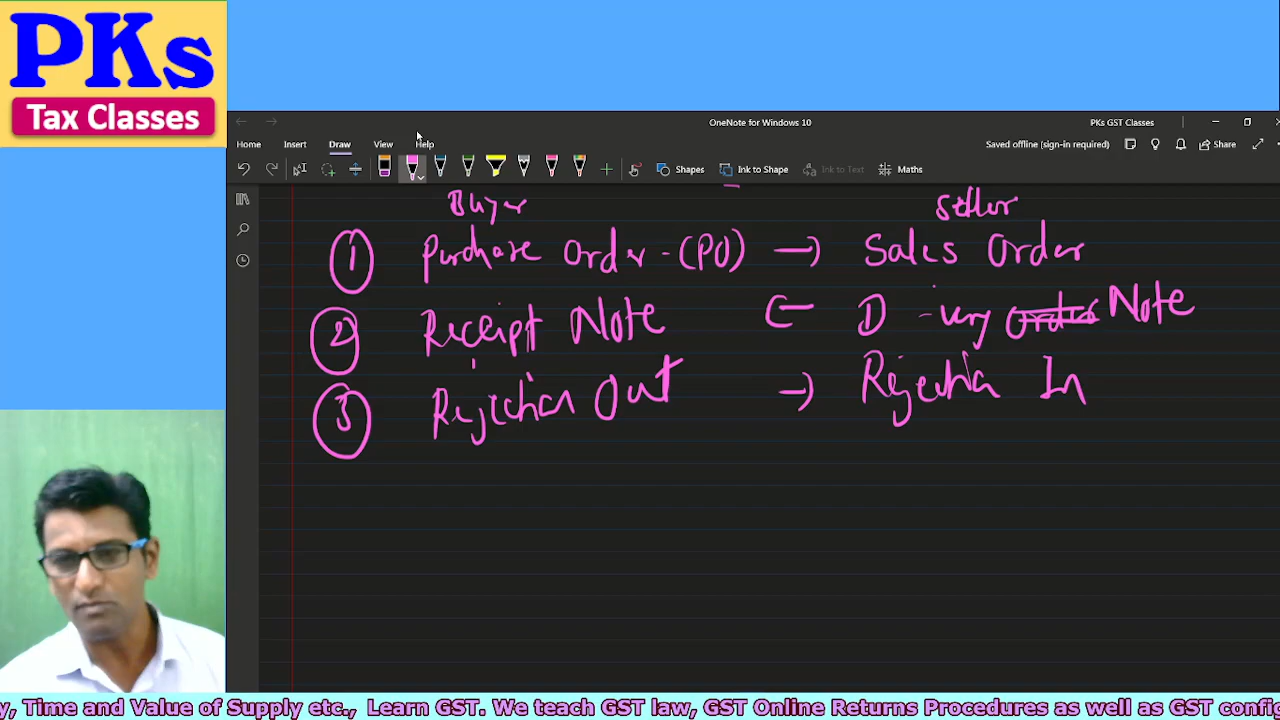 PKs
Tax Classes
OneNote for Windows 10
PKs GST Classes
Home Insert Draw View Help
Saved offline (sign-in required)
Share
Shapes
Ink to Shape
Ink to Text
Maths
Buyer Seller
1 Purchase Order - (PO) → Sales Order
2 Receipt Note ← D-ivery Order Note
3 Rejection Out → Rejection In
y, Time and Value of Supply etc., Learn GST. We teach GST law, GST Online Returns Procedures as well as GST config